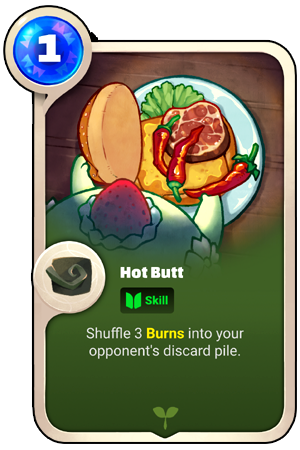 1
Hot Butt
Skill
Shuffle 3 Burns into your
opponent's discard pile.